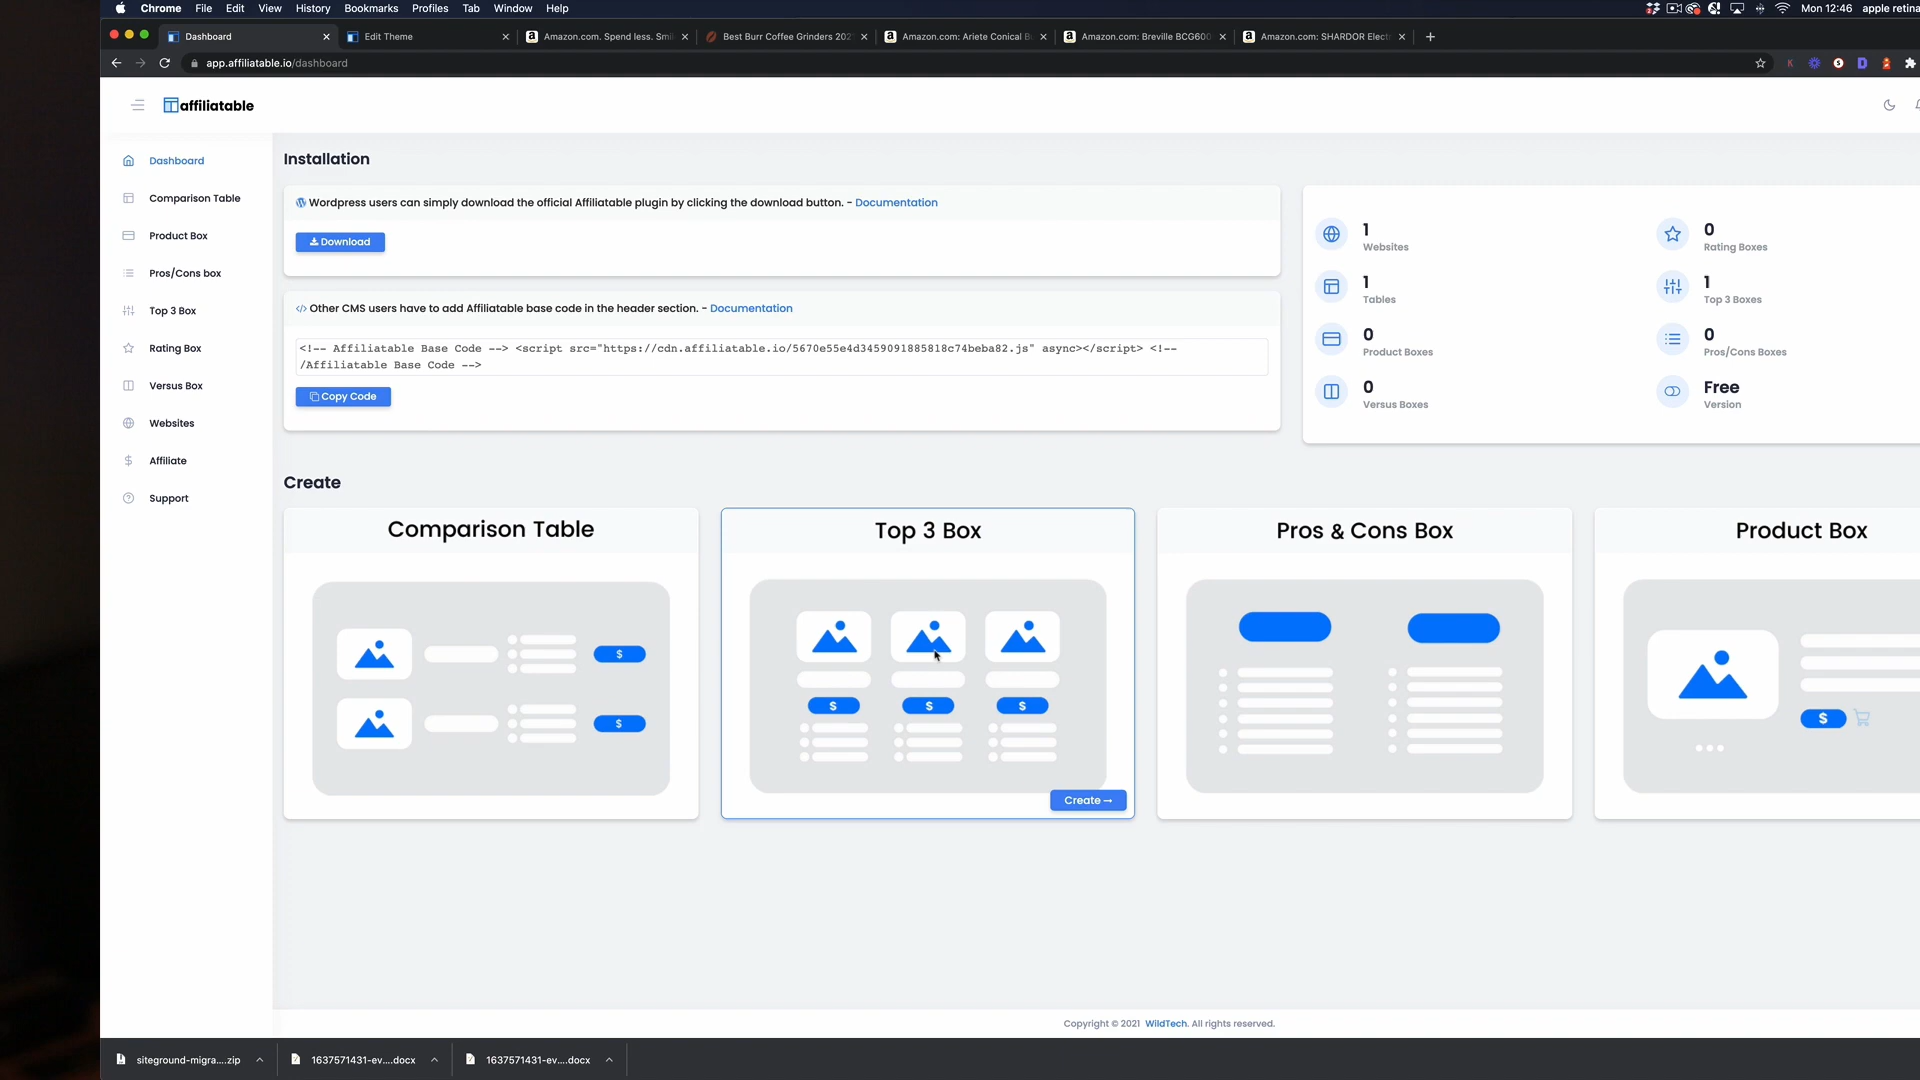 Chrome File Edit View History Bookmarks Profiles Tab Window Help Mon 12:46 apple retina
Dashboard Edit Theme Amazon.com. Spend less. Smi Best Burr Coffee Grinders 202 Amazon.com: Ariete Conical B Amazon.com: Breville BCG600 Amazon.com: SHARDOR Elect
app.affiliatable.io/dashboard
affiliatable
Dashboard
Comparison Table
Product Box
Pros/Cons box
Top 3 Box
Rating Box
Versus Box
Websites
Affiliate
Support
Installation
Wordpress users can simply download the official Affiliatable plugin by clicking the download button. - Documentation
Download
Other CMS users have to add Affiliatable base code in the header section. - Documentation
<!-- Affiliatable Base Code --> <script src="https://cdn.affiliatable.io/5670e55e4d3459091885818c74beba82.js" async></script> <!--
/Affiliatable Base Code -->
Copy Code
1
Websites
0
Rating Boxes
1
Tables
1
Top 3 Boxes
0
Product Boxes
0
Pros/Cons Boxes
0
Versus Boxes
Free
Version
Create
Comparison Table
$
$
Top 3 Box
$ $ $
Create →
Pros & Cons Box
Product Box
$
Copyright © 2021 WildTech. All rights reserved.
siteground-migra....zip 1637571431-ev....docx 1637571431-ev....docx